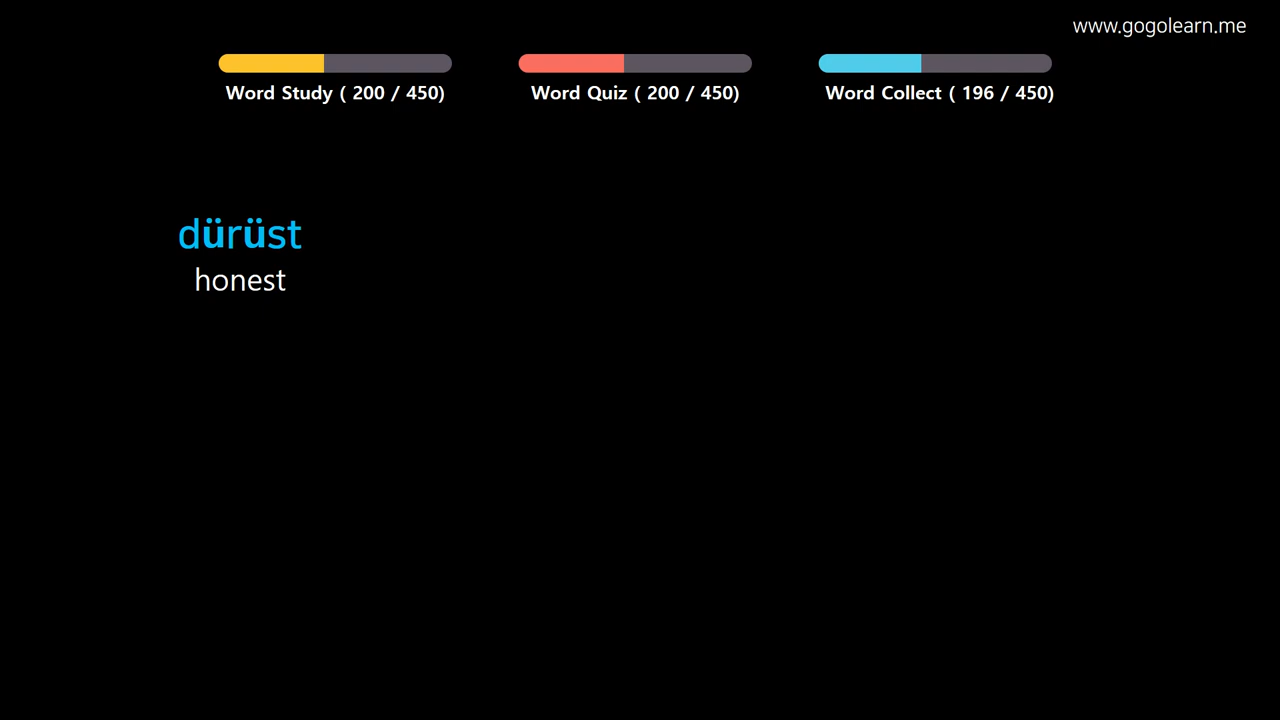 www.gogolearn.me
Word Study ( 200 / 450)
Word Quiz ( 200 / 450)
Word Collect ( 196 / 450)
dürüst
honest